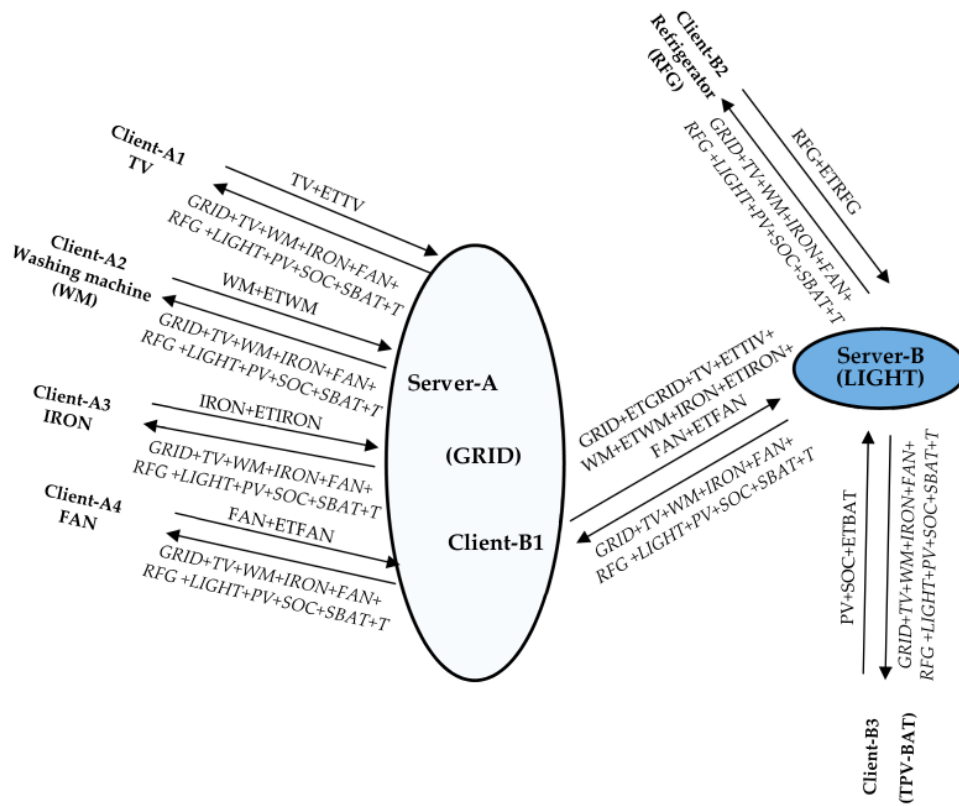 Client-B2
Refrigerator
(RFG)
RFG+ETRFG
GRID+TV+WM+IRON+FAN+
RFG +LIGHT+PV+SOC+SBAT+T
Client-A1
TV
TV+ETTV
GRID+TV+WM+IRON+FAN+
RFG +LIGHT+PV+SOC+SBAT+T
Client-A2
Washing machine
(WM)
WM+ETWM
GRID+TV+WM+IRON+FAN+
RFG +LIGHT+PV+SOC+SBAT+T
Client-A3
IRON
IRON+ETIRON
GRID+TV+WM+IRON+FAN+
RFG +LIGHT+PV+SOC+SBAT+T
Client-A4
FAN
FAN+ETFAN
GRID+TV+WM+IRON+FAN+
RFG +LIGHT+PV+SOC+SBAT+T
Server-A
(GRID)
Client-B1
GRID+ETGRID+TV+ETTIV+
WM+ETWM+IRON+ETIRON+
FAN+ETFAN
GRID+TV+WM+IRON+FAN+
RFG +LIGHT+PV+SOC+SBAT+T
Server-B
(LIGHT)
PV+SOC+ETBAT
GRID+TV+WM+IRON+FAN+
RFG +LIGHT+PV+SOC+SBAT+T
Client-B3
(TPV-BAT)